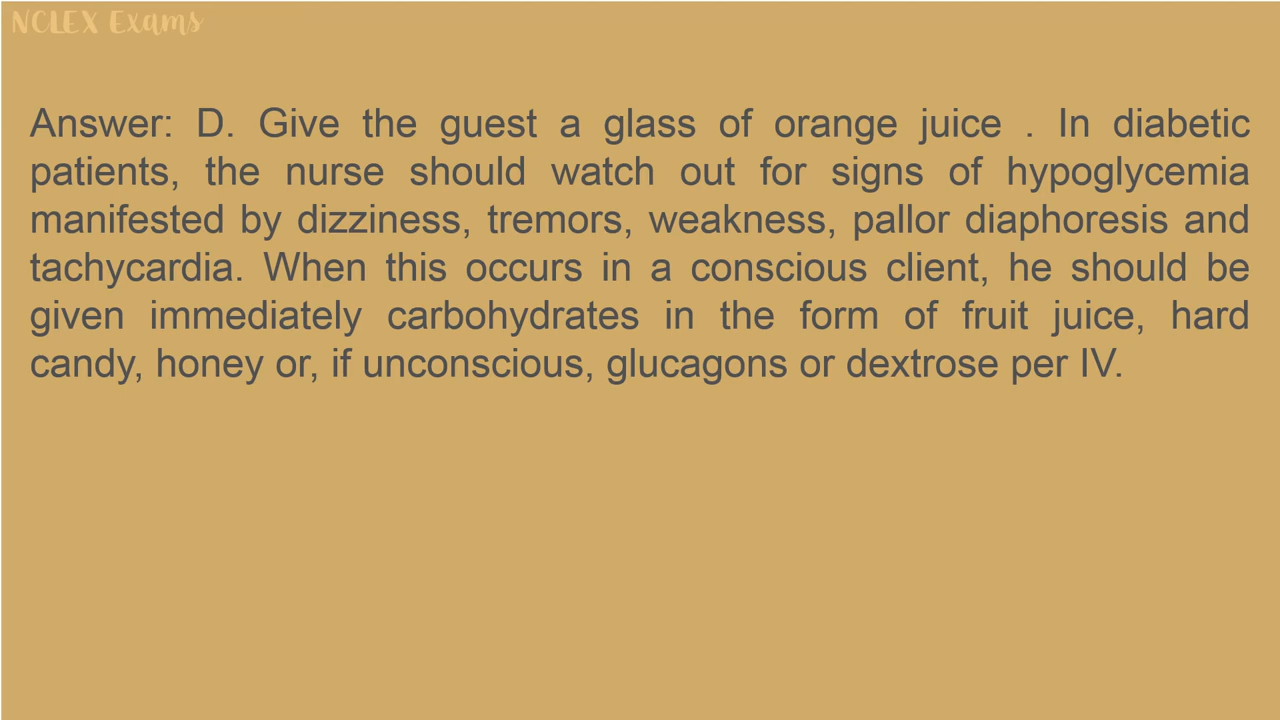 NCLEX Exams
Answer: D. Give the guest a glass of orange juice . In diabetic
patients, the nurse should watch out for signs of hypoglycemia
manifested by dizziness, tremors, weakness, pallor diaphoresis and
tachycardia. When this occurs in a conscious client, he should be
given immediately carbohydrates in the form of fruit juice, hard
candy, honey or, if unconscious, glucagons or dextrose per IV.